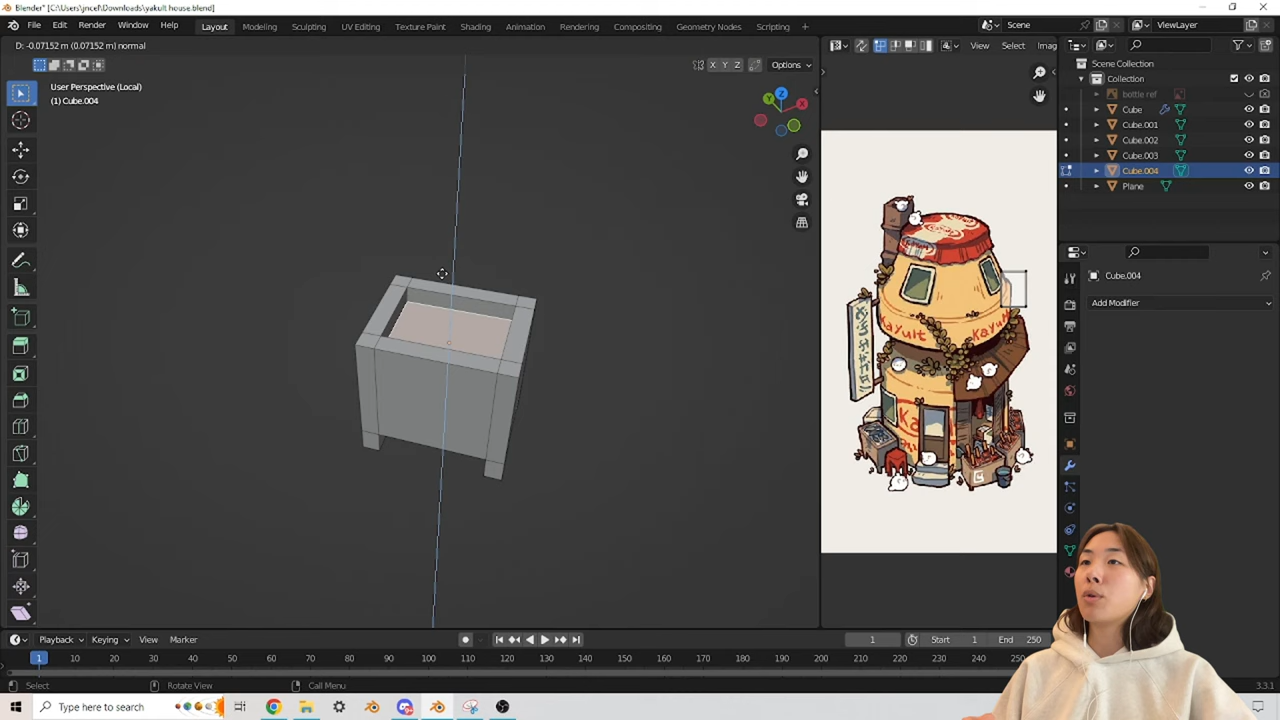 Blender* [C:\Users\jncel\Downloads\yakult house.blend]
File Edit Render Window Help Layout Modeling Sculpting UV Editing Texture Paint Shading Animation Rendering Compositing Geometry Nodes Scripting + Scene ViewLayer
D: -0.07152 m (0.07152 m) normal
View Select Imag
X Y Z Options
User Perspective (Local)
(1) Cube.004
Scene Collection
Collection
bottle ref
Cube
Cube.001
Cube.002
Cube.003
Cube.004
Plane
Cube.004
Add Modifier
Z
Y
X
Kayult
Playback Keying View Marker
1 Start 1 End 250
1 10 20 30 40 50 60 70 80 90 100 110 120 130 140 150 160 170 180 190 200 210 220 230 240 250
Select Rotate View Call Menu 3.3.1
Type here to search